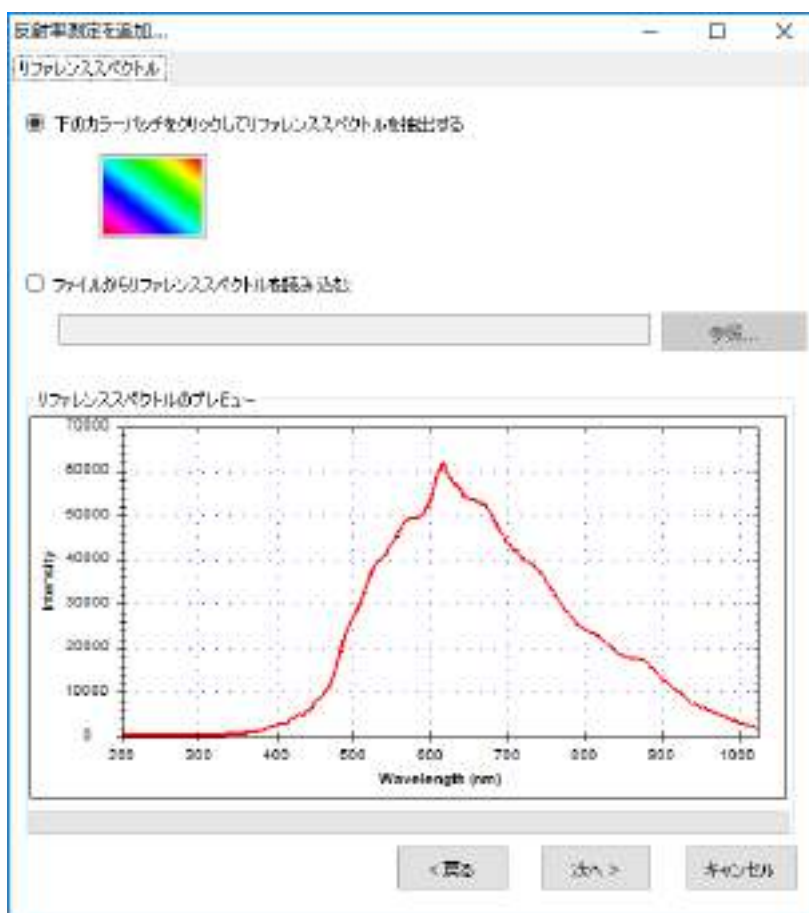 反射率測定を追加...
リファレンススペクトル
下のカラーパッチをクリックしてリファレンススペクトルを抽出する
ファイルからリファレンススペクトルを読み込む:
参照...
リファレンススペクトルのプレビュー
70000
60000
50000
40000
30000
20000
10000
0
Intensity
200 300 400 500 600 700 800 900 1000
Wavelength (nm)
< 戻る 次へ > キャンセル